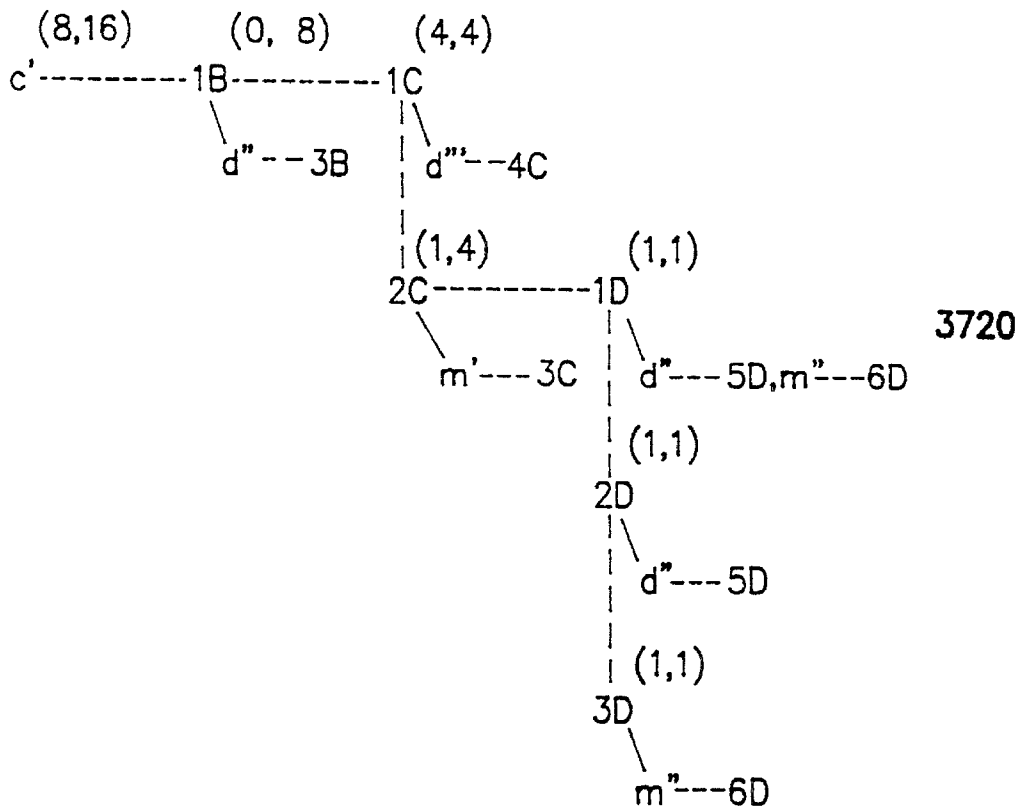 (8,16) (0, 8) (4,4)
c'----------1B----------1C
d"---3B d"'---4C
(1,4) (1,1)
2C----------1D
3720
m'----3C d"----5D,m"---6D
(1,1)
2D
d"----5D
(1,1)
3D
m"---6D